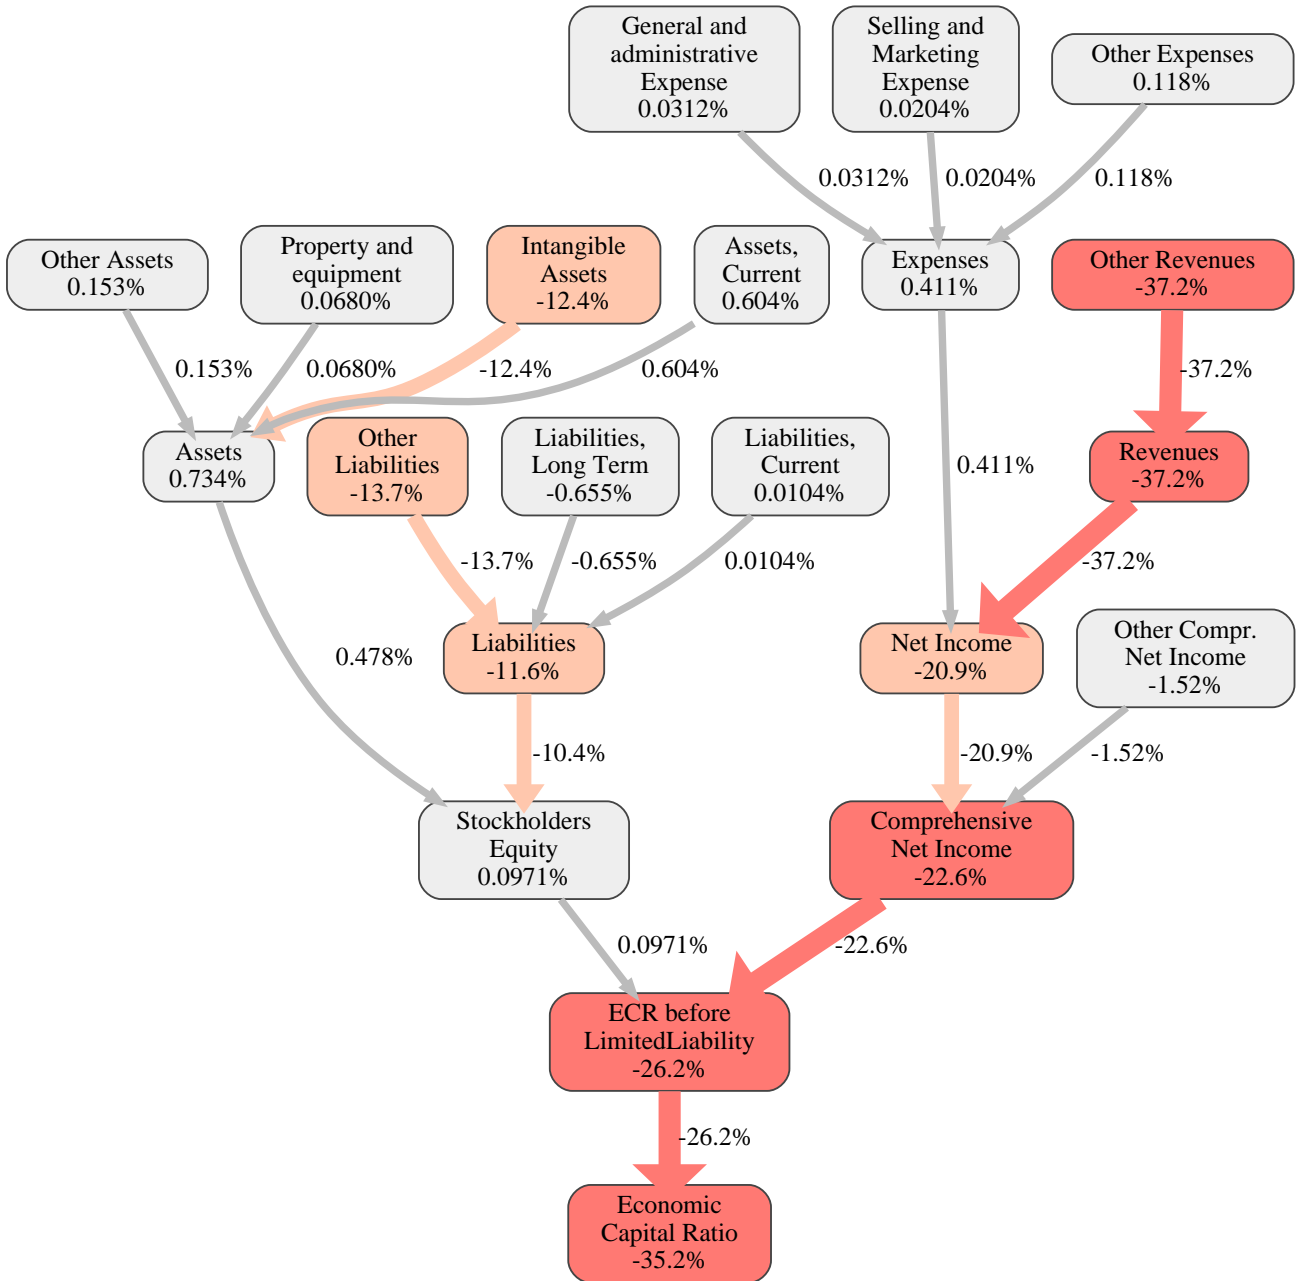 General and
administrative
Expense
0.0312%
Selling and
Marketing
Expense
0.0204%
Other Expenses
0.118%
0.0312%
0.0204%
0.118%
Other Assets
0.153%
Property and
equipment
0.0680%
Intangible
Assets
-12.4%
Assets,
Current
0.604%
Expenses
0.411%
Other Revenues
-37.2%
0.153%
0.0680%
-12.4%
0.604%
-37.2%
Assets
0.734%
Other
Liabilities
-13.7%
Liabilities,
Long Term
-0.655%
Liabilities,
Current
0.0104%
0.411%
Revenues
-37.2%
-13.7%
-0.655%
0.0104%
-37.2%
0.478%
Liabilities
-11.6%
Net Income
-20.9%
Other Compr.
Net Income
-1.52%
-10.4%
-20.9%
-1.52%
Stockholders
Equity
0.0971%
Comprehensive
Net Income
-22.6%
0.0971%
-22.6%
ECR before
LimitedLiability
-26.2%
-26.2%
Economic
Capital Ratio
-35.2%